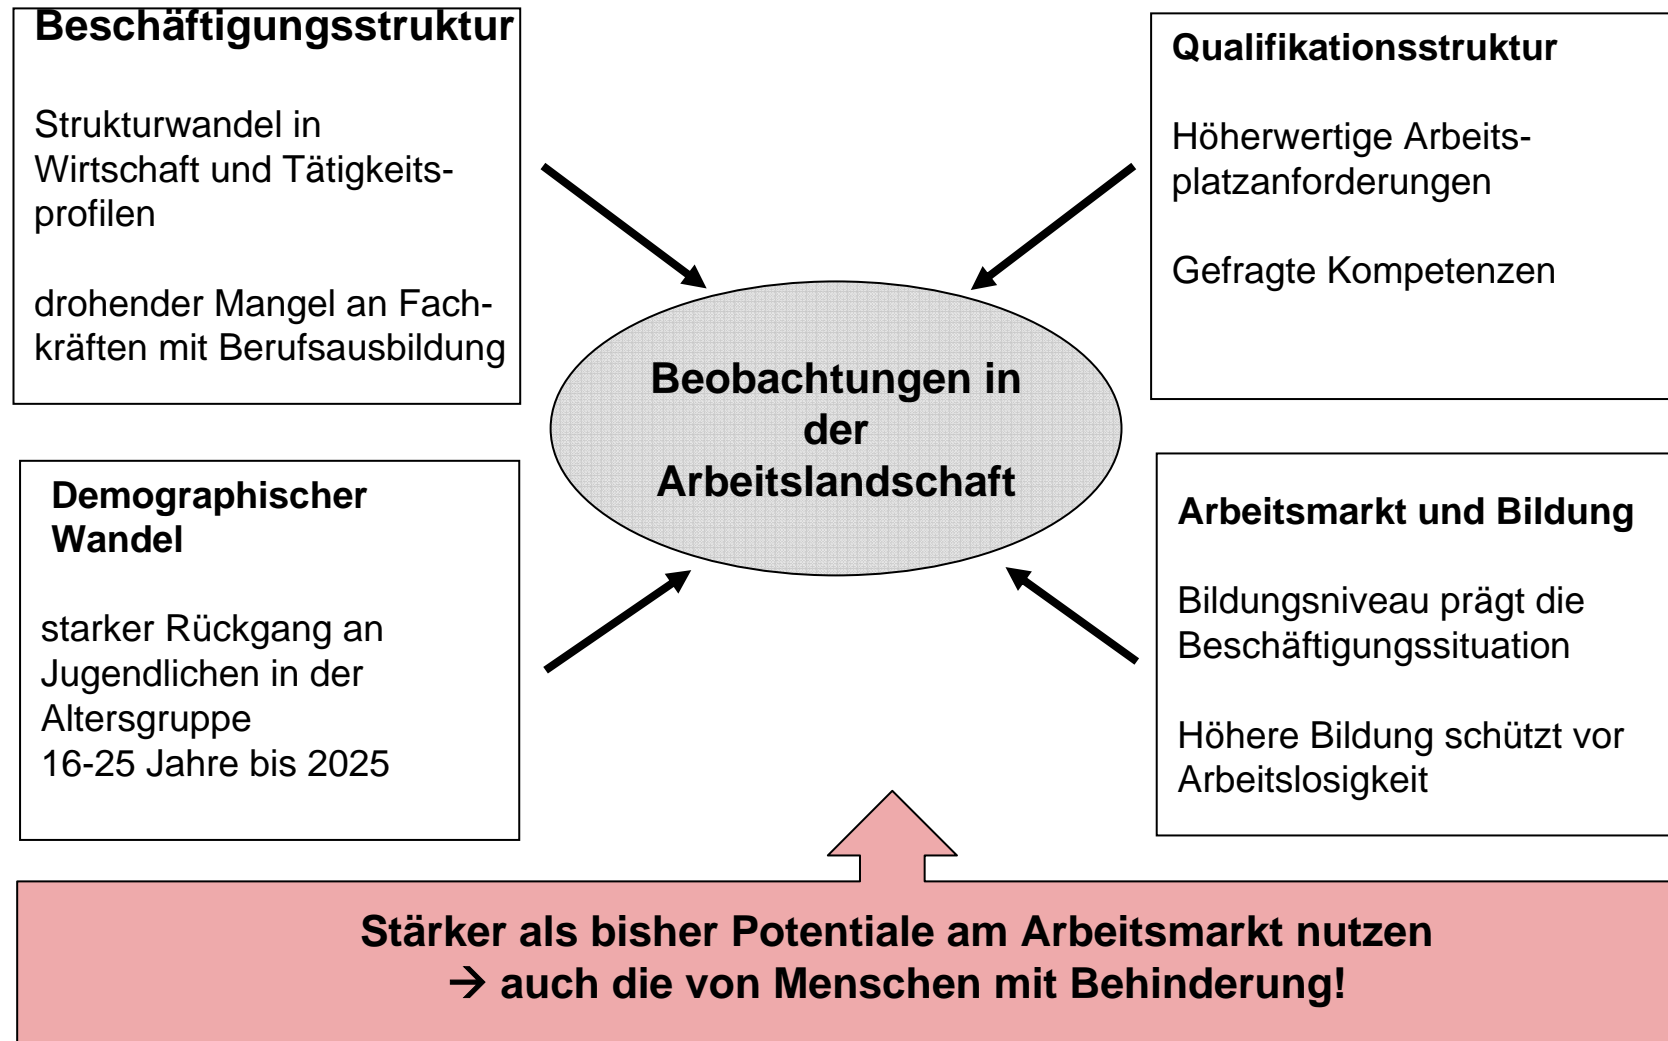 Beschäftigungsstruktur
Strukturwandel in
Wirtschaft und Tätigkeits-
profilen
drohender Mangel an Fach-
kräften mit Berufsausbildung
Qualifikationsstruktur
Höherwertige Arbeits-
platzanforderungen
Gefragte Kompetenzen
Beobachtungen in
der
Arbeitslandschaft
Demographischer
Wandel
starker Rückgang an
Jugendlichen in der
Altersgruppe
16-25 Jahre bis 2025
Arbeitsmarkt und Bildung
Bildungsniveau prägt die
Beschäftigungssituation
Höhere Bildung schützt vor
Arbeitslosigkeit
Stärker als bisher Potentiale am Arbeitsmarkt nutzen
→ auch die von Menschen mit Behinderung!